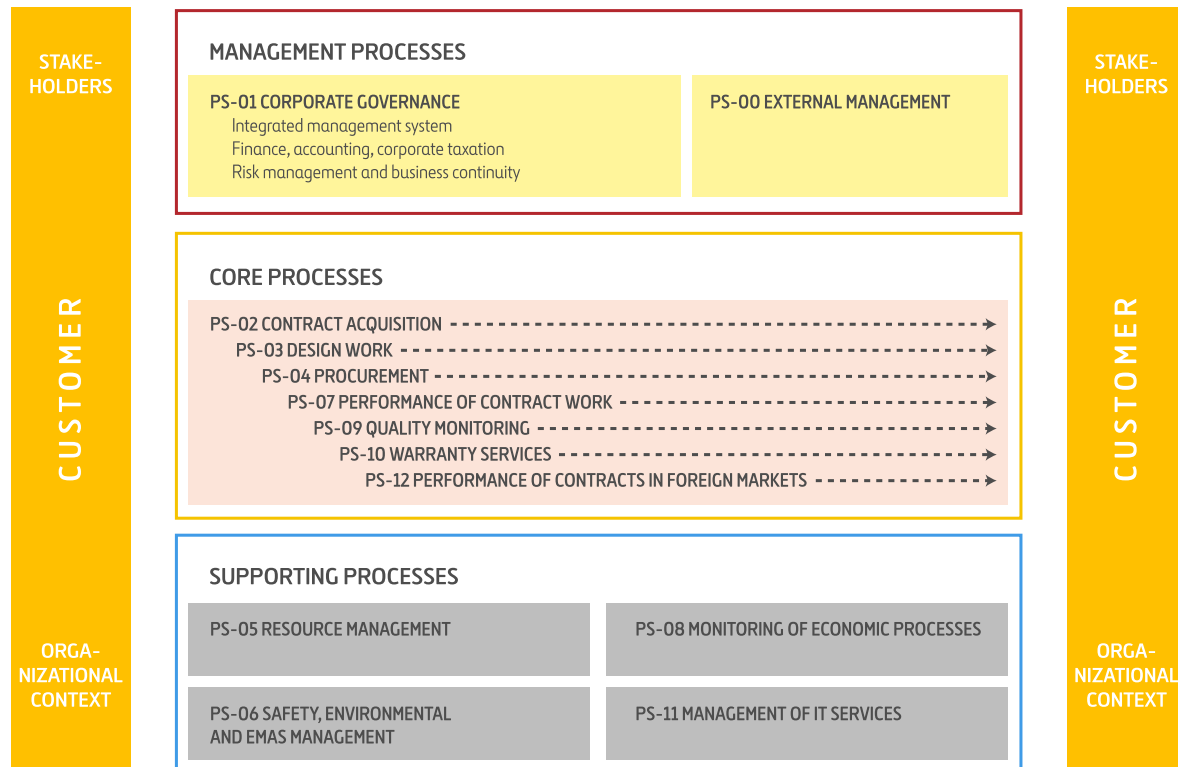 STAKE-
HOLDERS
CUSTOMER
ORGA-
NIZATIONAL
CONTEXT
MANAGEMENT PROCESSES
PS-01 CORPORATE GOVERNANCE
Integrated management system
Finance, accounting, corporate taxation
Risk management and business continuity
PS-00 EXTERNAL MANAGEMENT
CORE PROCESSES
PS-02 CONTRACT ACQUISITION
PS-03 DESIGN WORK
PS-04 PROCUREMENT
PS-07 PERFORMANCE OF CONTRACT WORK
PS-09 QUALITY MONITORING
PS-10 WARRANTY SERVICES
PS-12 PERFORMANCE OF CONTRACTS IN FOREIGN MARKETS
SUPPORTING PROCESSES
PS-05 RESOURCE MANAGEMENT
PS-08 MONITORING OF ECONOMIC PROCESSES
PS-06 SAFETY, ENVIRONMENTAL
AND EMAS MANAGEMENT
PS-11 MANAGEMENT OF IT SERVICES
STAKE-
HOLDERS
CUSTOMER
ORGA-
NIZATIONAL
CONTEXT